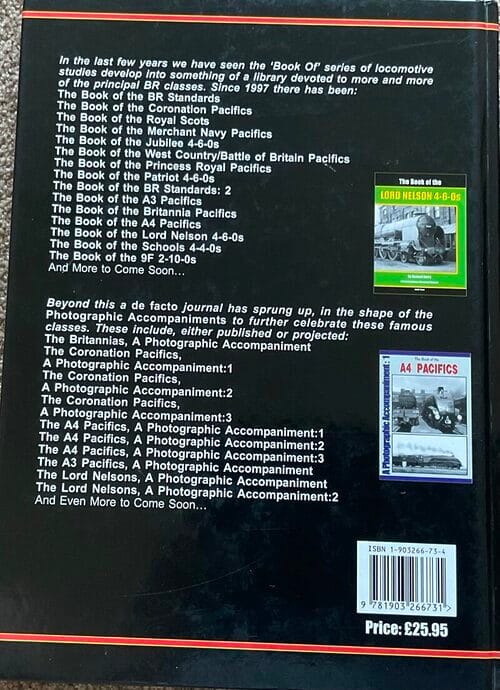 In the last few years we have seen the 'Book Of' series of locomotive
studies develop into something of a library devoted to more and more
of the principal BR classes. Since 1997 there has been:
The Book of the BR Standards
The Book of the Coronation Pacifics
The Book of the Royal Scots
The Book of the Merchant Navy Pacifics
The Book of the Jubilee 4-6-0s
The Book of the West Country/Battle of Britain Pacifics
The Book of the Princess Royal Pacifics
The Book of the Patriot 4-6-0s
The Book of the BR Standards: 2
The Book of the A3 Pacifics
The Book of the Britannia Pacifics
The Book of the A4 Pacifics
The Book of the Lord Nelson 4-6-0s
The Book of the Schools 4-4-0s
The Book of the 9F 2-10-0s
And More to Come Soon...
The Book of the
LORD NELSON 4-6-0s
Beyond this a de facto journal has sprung up, in the shape of the
Photographic Accompaniments to further celebrate these famous
classes. These include, either published or projected:
The Britannias, A Photographic Accompaniment
The Coronation Pacifics,
A Photographic Accompaniment:1
The Coronation Pacifics,
A Photographic Accompaniment:2
The Coronation Pacifics,
A Photographic Accompaniment:3
The A4 Pacifics, A Photographic Accompaniment:1
The A4 Pacifics, A Photographic Accompaniment:2
The A4 Pacifics, A Photographic Accompaniment:3
The A3 Pacifics, A Photographic Accompaniment
The Lord Nelsons, A Photographic Accompaniment
The Lord Nelsons, A Photographic Accompaniment:2
And Even More to Come Soon...
The Book of the
A4 PACIFICS
A Photographic Accompaniment: 1
ISBN 1-903266-73-4
9 781903 266731 >
Price: £25.95